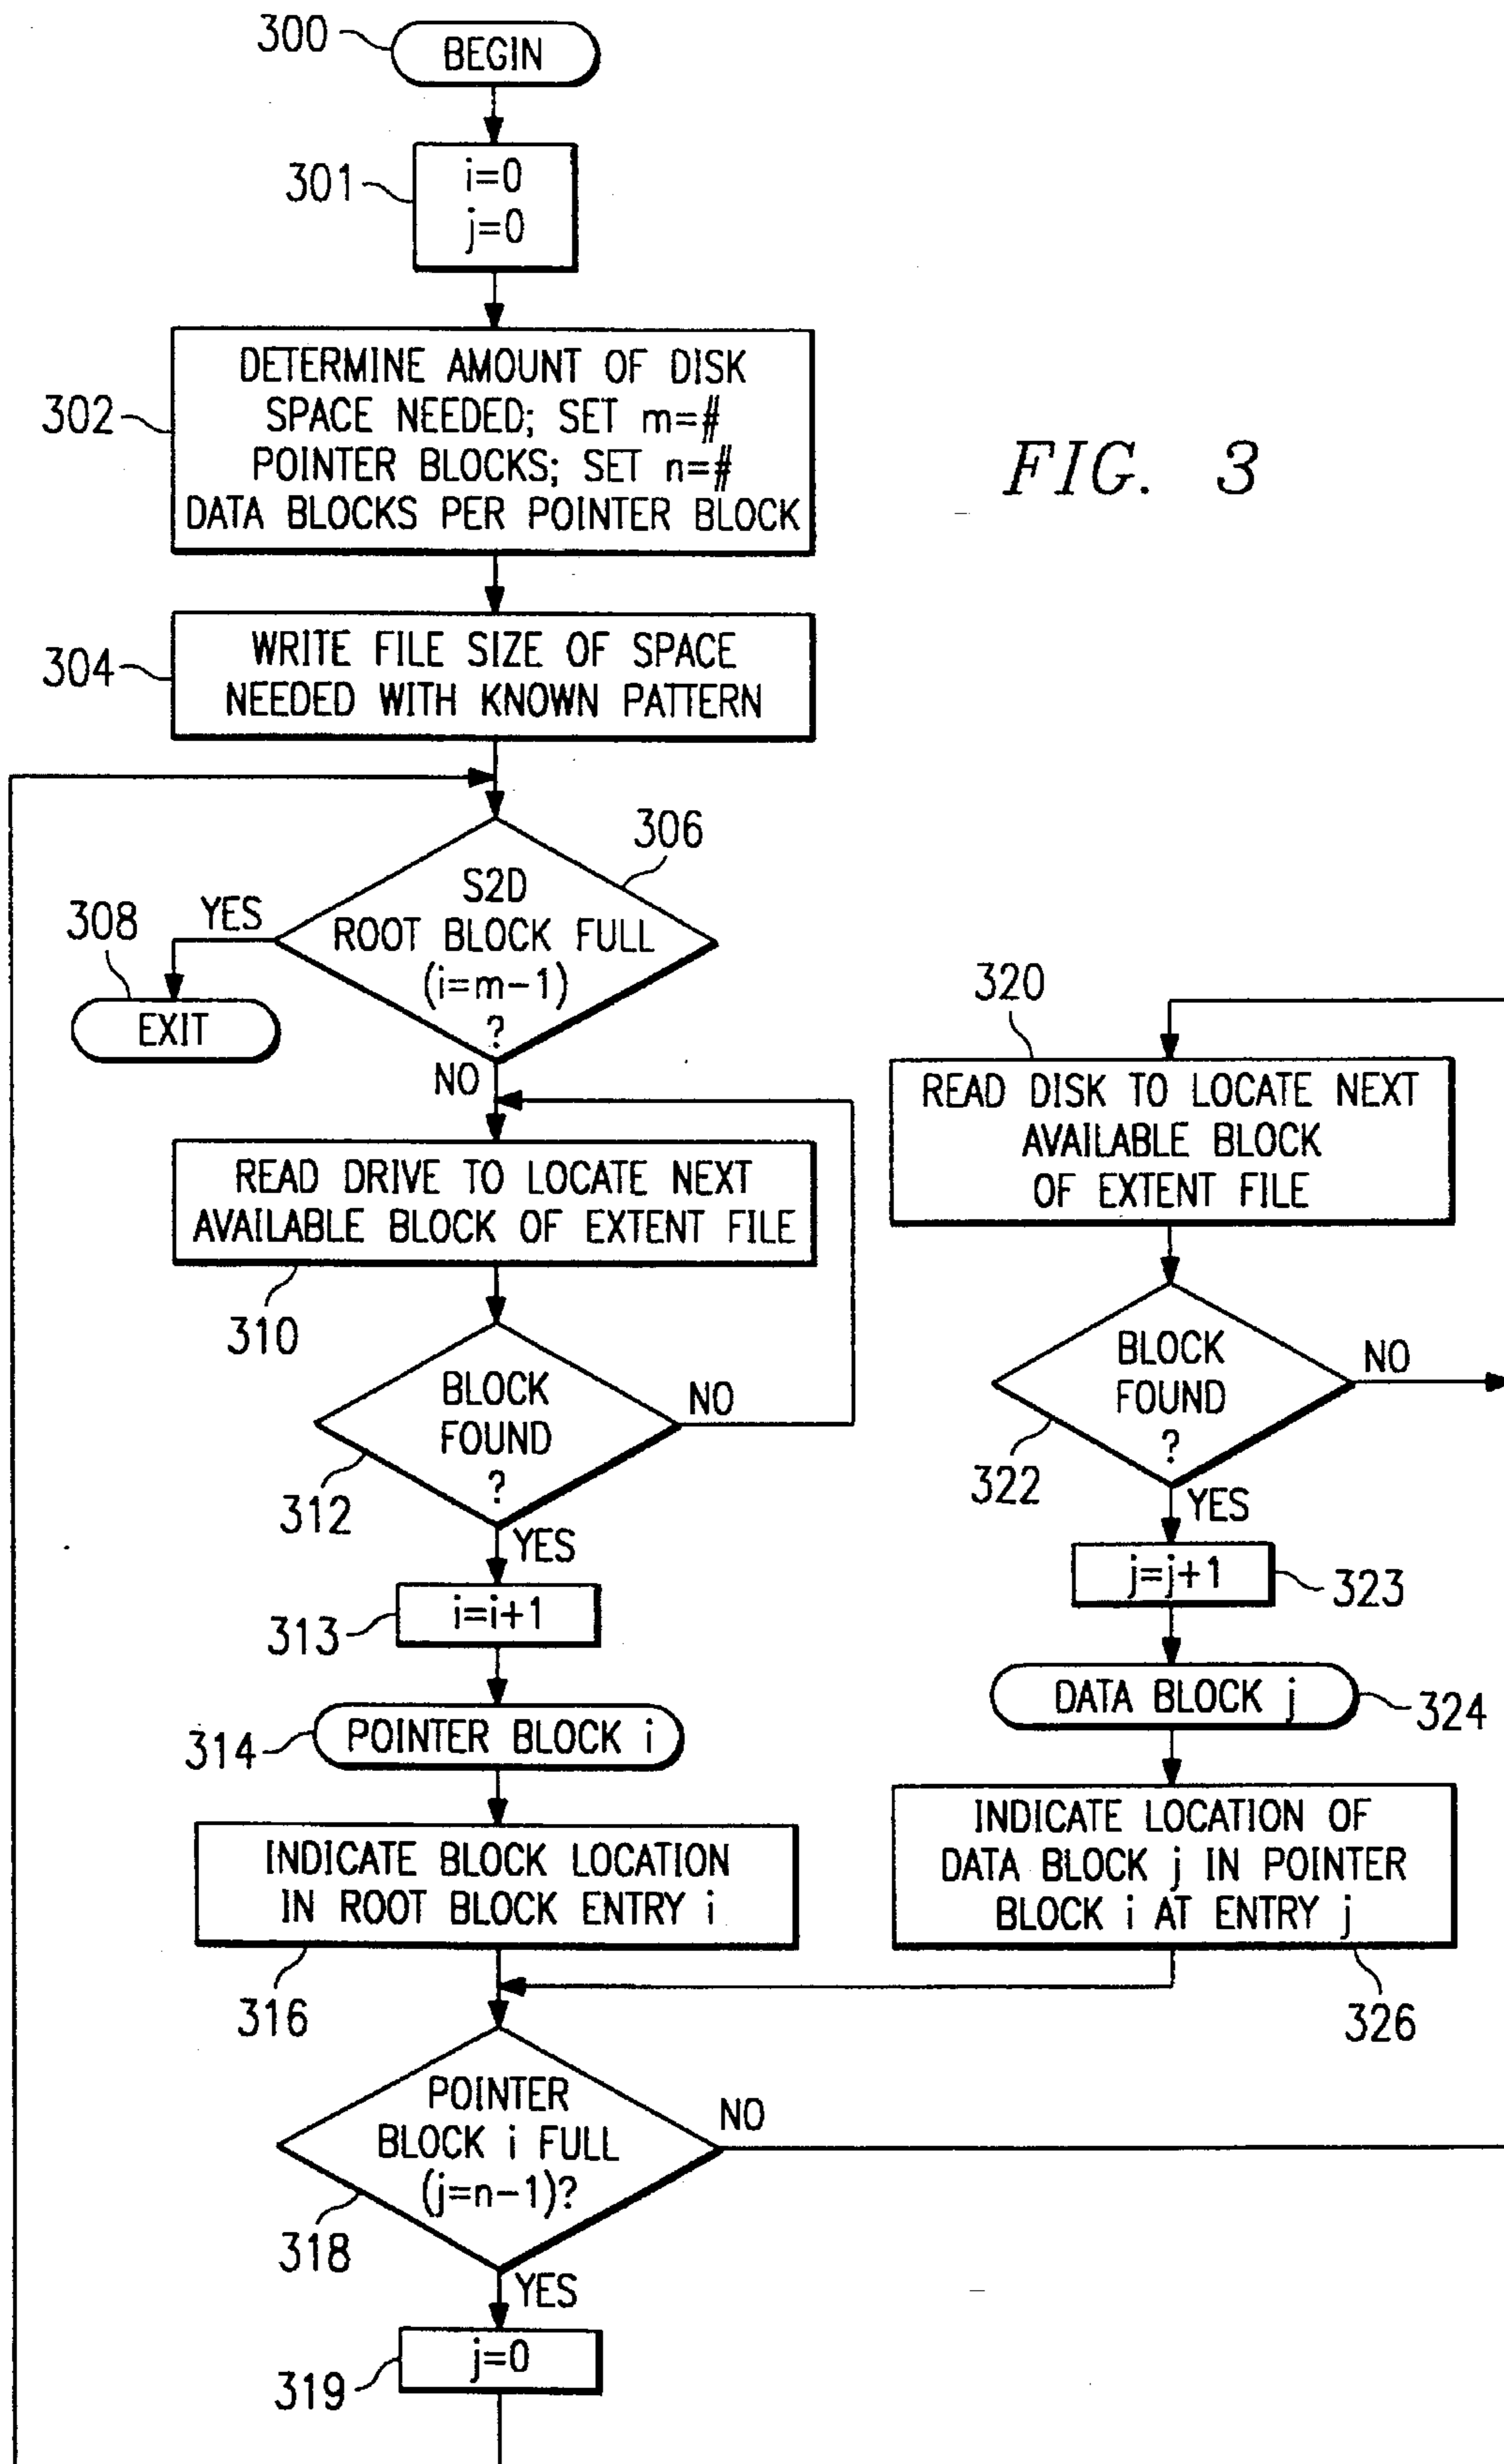 300
BEGIN
301
i=0
j=0
302
DETERMINE AMOUNT OF DISK
SPACE NEEDED; SET m=#
POINTER BLOCKS; SET n=#
DATA BLOCKS PER POINTER BLOCK
FIG. 3
304
WRITE FILE SIZE OF SPACE
NEEDED WITH KNOWN PATTERN
306
S2D
ROOT BLOCK FULL
(i=m-1)
?
YES
308
EXIT
NO
READ DRIVE TO LOCATE NEXT
AVAILABLE BLOCK OF EXTENT FILE
310
BLOCK
FOUND
?
NO
312
YES
i=i+1
313
314
POINTER BLOCK i
INDICATE BLOCK LOCATION
IN ROOT BLOCK ENTRY i
316
POINTER
BLOCK i FULL
(j=n-1)?
NO
318
YES
j=0
319
320
READ DISK TO LOCATE NEXT
AVAILABLE BLOCK
OF EXTENT FILE
BLOCK
FOUND
?
NO
322
YES
j=j+1
323
DATA BLOCK j
324
INDICATE LOCATION OF
DATA BLOCK j IN POINTER
BLOCK i AT ENTRY j
326